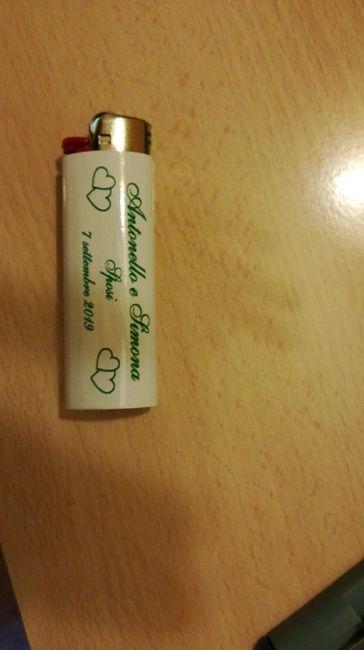 Antonello e Simona
Sposi
7 settembre 2019